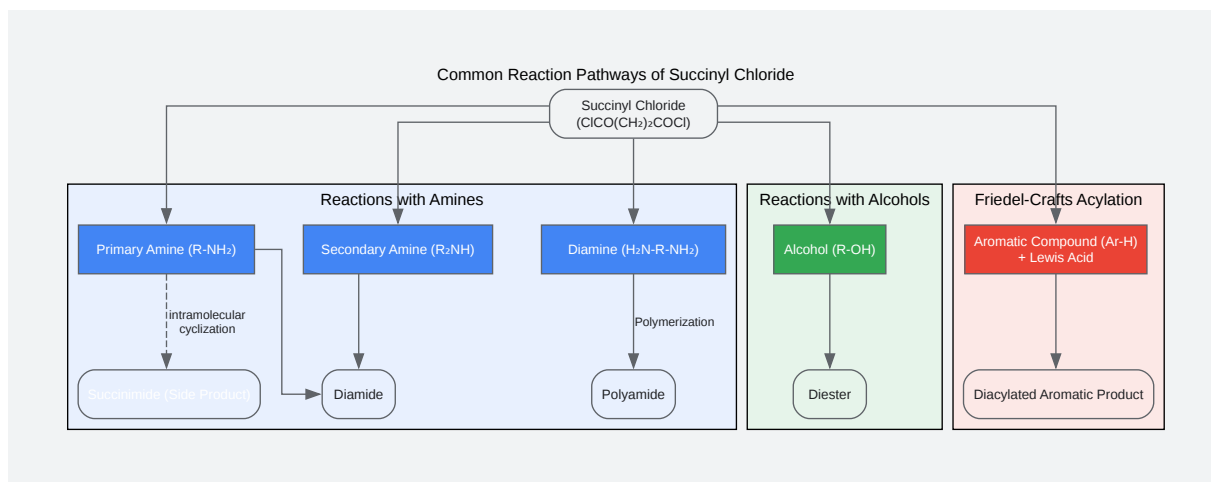 Common Reaction Pathways of Succinyl Chloride
Succinyl Chloride
(ClCO(CH₂)₂COCl)
Reactions with Amines
Reactions with Alcohols
Friedel-Crafts Acylation
Primary Amine (R-NH₂)
Secondary Amine (R₂NH)
Diamine (H₂N-R-NH₂)
Alcohol (R-OH)
Aromatic Compound (Ar-H)
+ Lewis Acid
intramolecular
cyclization
Polymerization
Succinimide (Side Product)
Diamide
Polyamide
Diester
Diacylated Aromatic Product